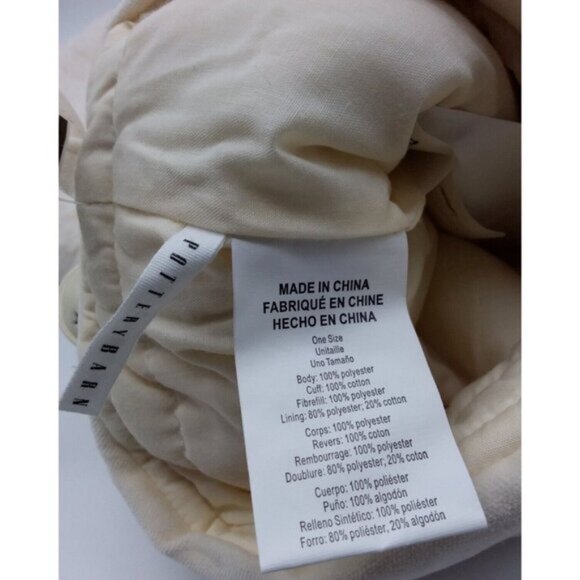 POTTERYBARN
MADE IN CHINA
FABRIQUÉ EN CHINE
HECHO EN CHINA
One Size
Unitaille
Uno Tamaño
Body: 100% polyester
Cuff: 100% cotton
Fibrefill: 100% polyester
Lining: 80% polyester; 20% cotton
Corps: 100% polyester
Revers: 100% coton
Rembourrage: 100% polyester
Doublure: 80% polyester, 20% coton
Cuerpo: 100% poliéster
Puño: 100% algodón
Relleno Sintético: 100% poliéster
Forro: 80% poliéster, 20% algodón